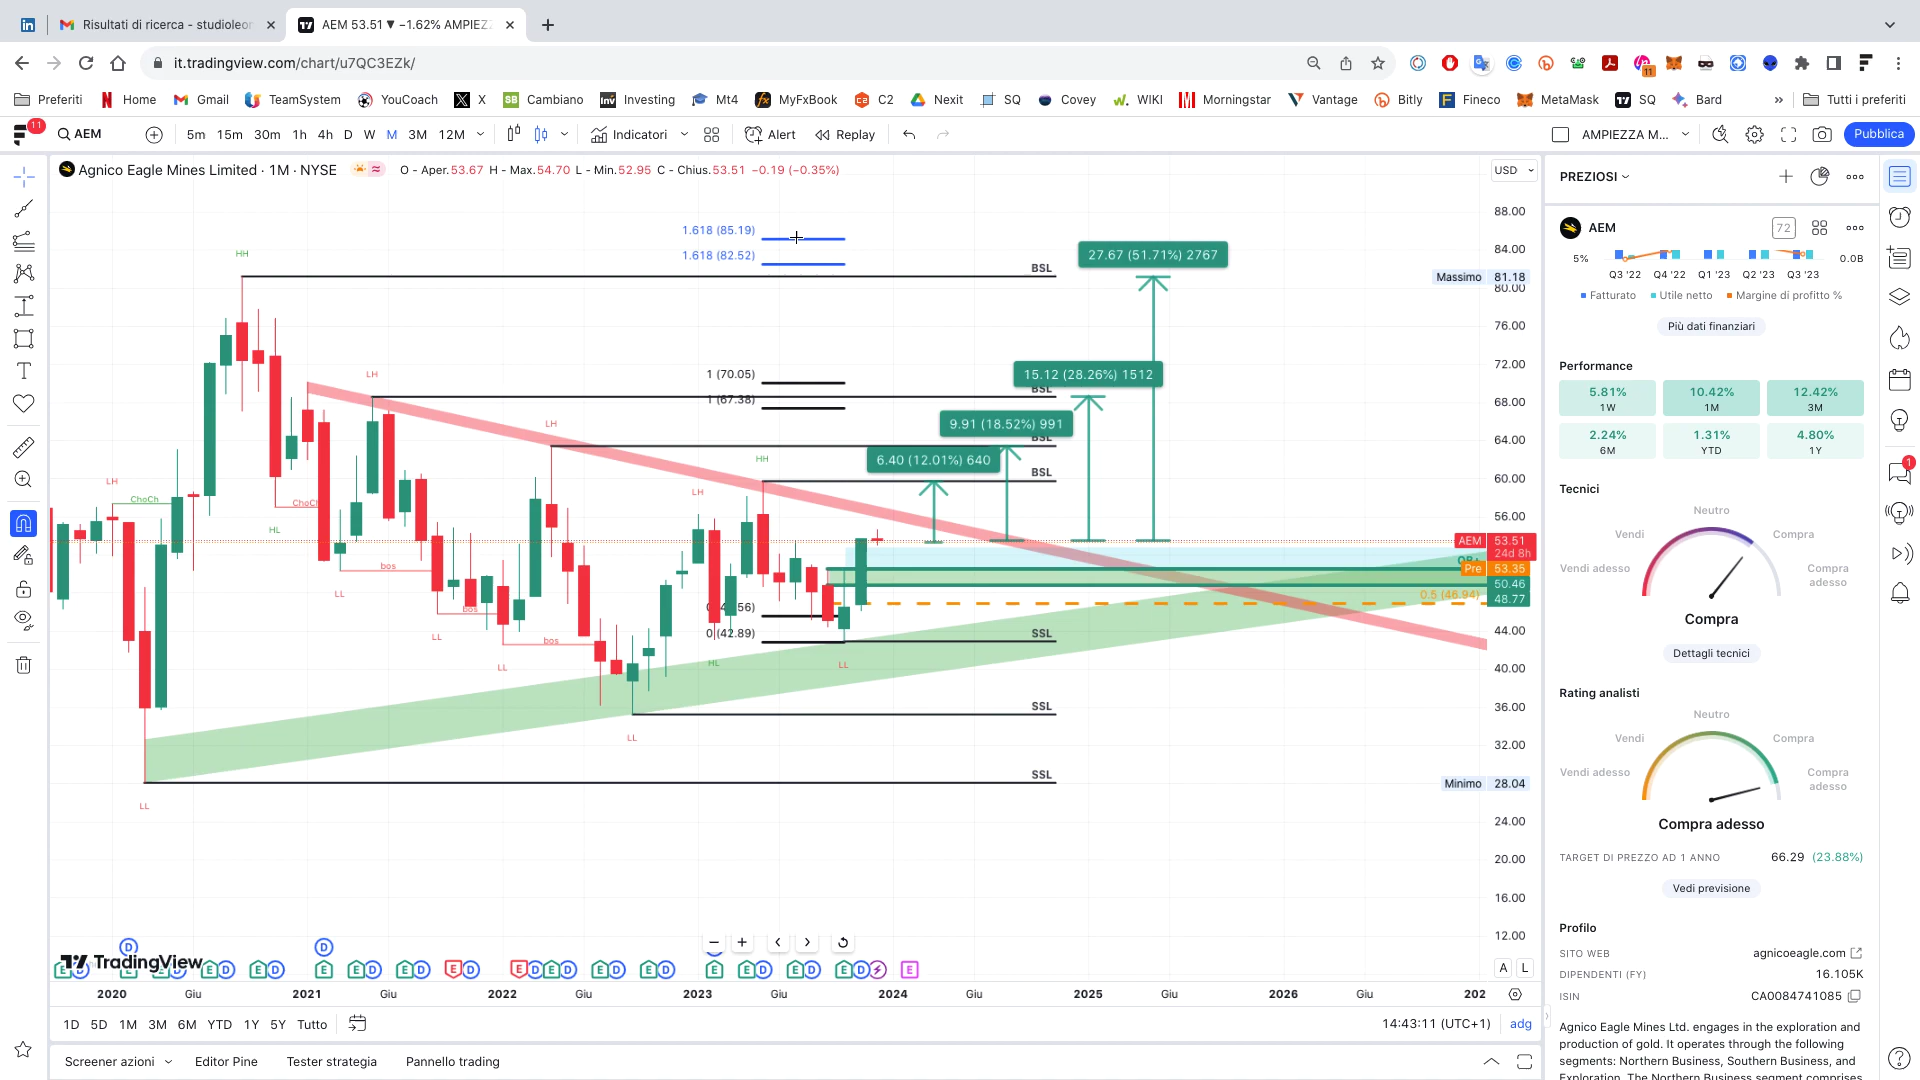 Risultati di ricerca - studioleon
AEM 53.51 ▼ −1.62% AMPIEZZ
it.tradingview.com/chart/u7QC3EZk/
11
Preferiti
Home
Gmail
TeamSystem
YouCoach
X
Cambiano
Investing
Mt4
MyFxBook
C2
Nexit
SQ
Covey
WIKI
Morningstar
Vantage
Bitly
Fineco
MetaMask
SQ
Bard
»
Tutti i preferiti
11
AEM
5m 15m 30m 1h 4h D W M 3M 12M
Indicatori
Alert
Replay
AMPIEZZA M...
Pubblica
Agnico Eagle Mines Limited · 1M · NYSE
O - Aper.53.67 H - Max.54.70 L - Min.52.95 C - Chius.53.51 −0.19 (−0.35%)
USD
88.00
1.618 (85.19)
84.00
HH
1.618 (82.52)
27.67 (51.71%) 2767
BSL
Massimo 81.18
80.00
76.00
72.00
LH
1 (70.05)
15.12 (28.26%) 1512
BSL
1 (67.38)
68.00
LH
9.91 (18.52%) 991
BSL
64.00
HH
6.40 (12.01%) 640
BSL
60.00
LH
LH
ChoCh
ChoCh
56.00
HL
AEM 53.51
24d 8h
Pre 53.35
50.46
48.77
bos
LL
0.5 (46.94)
bos
LL
bos
LL
0 (42.89)
SSL
44.00
HL
LL
40.00
SSL
36.00
LL
32.00
SSL
Minimo 28.04
LL
24.00
20.00
16.00
12.00
D D
TradingView
E D E D E D E D E D E D E D E D E D E D E D E E D E D E D E
A L
2020 Giu 2021 Giu 2022 Giu 2023 Giu 2024 Giu 2025 Giu 2026 Giu 202
1D 5D 1M 3M 6M YTD 1Y 5Y Tutto
14:43:11 (UTC+1)
adg
Screener azioni
Editor Pine
Tester strategia
Pannello trading
PREZIOSI
AEM
72
5%
0.0B
Q3 '22 Q4 '22 Q1 '23 Q2 '23 Q3 '23
Fatturato Utile netto Margine di profitto %
Più dati finanziari
Performance
5.81% 10.42% 12.42%
1W 1M 3M
2.24% 1.31% 4.80%
6M YTD 1Y
Tecnici
Neutro
Vendi Compra
Vendi adesso Compra adesso
Compra
Dettagli tecnici
Rating analisti
Neutro
Vendi Compra
Vendi adesso Compra adesso
Compra adesso
TARGET DI PREZZO AD 1 ANNO 66.29 (23.88%)
Vedi previsione
Profilo
SITO WEB agnicoeagle.com
DIPENDENTI (FY) 16.105K
ISIN CA0084741085
Agnico Eagle Mines Ltd. engages in the exploration and
production of gold. It operates through the following
segments: Northern Business, Southern Business, and
Exploration. The Northern Business segment comprises
1